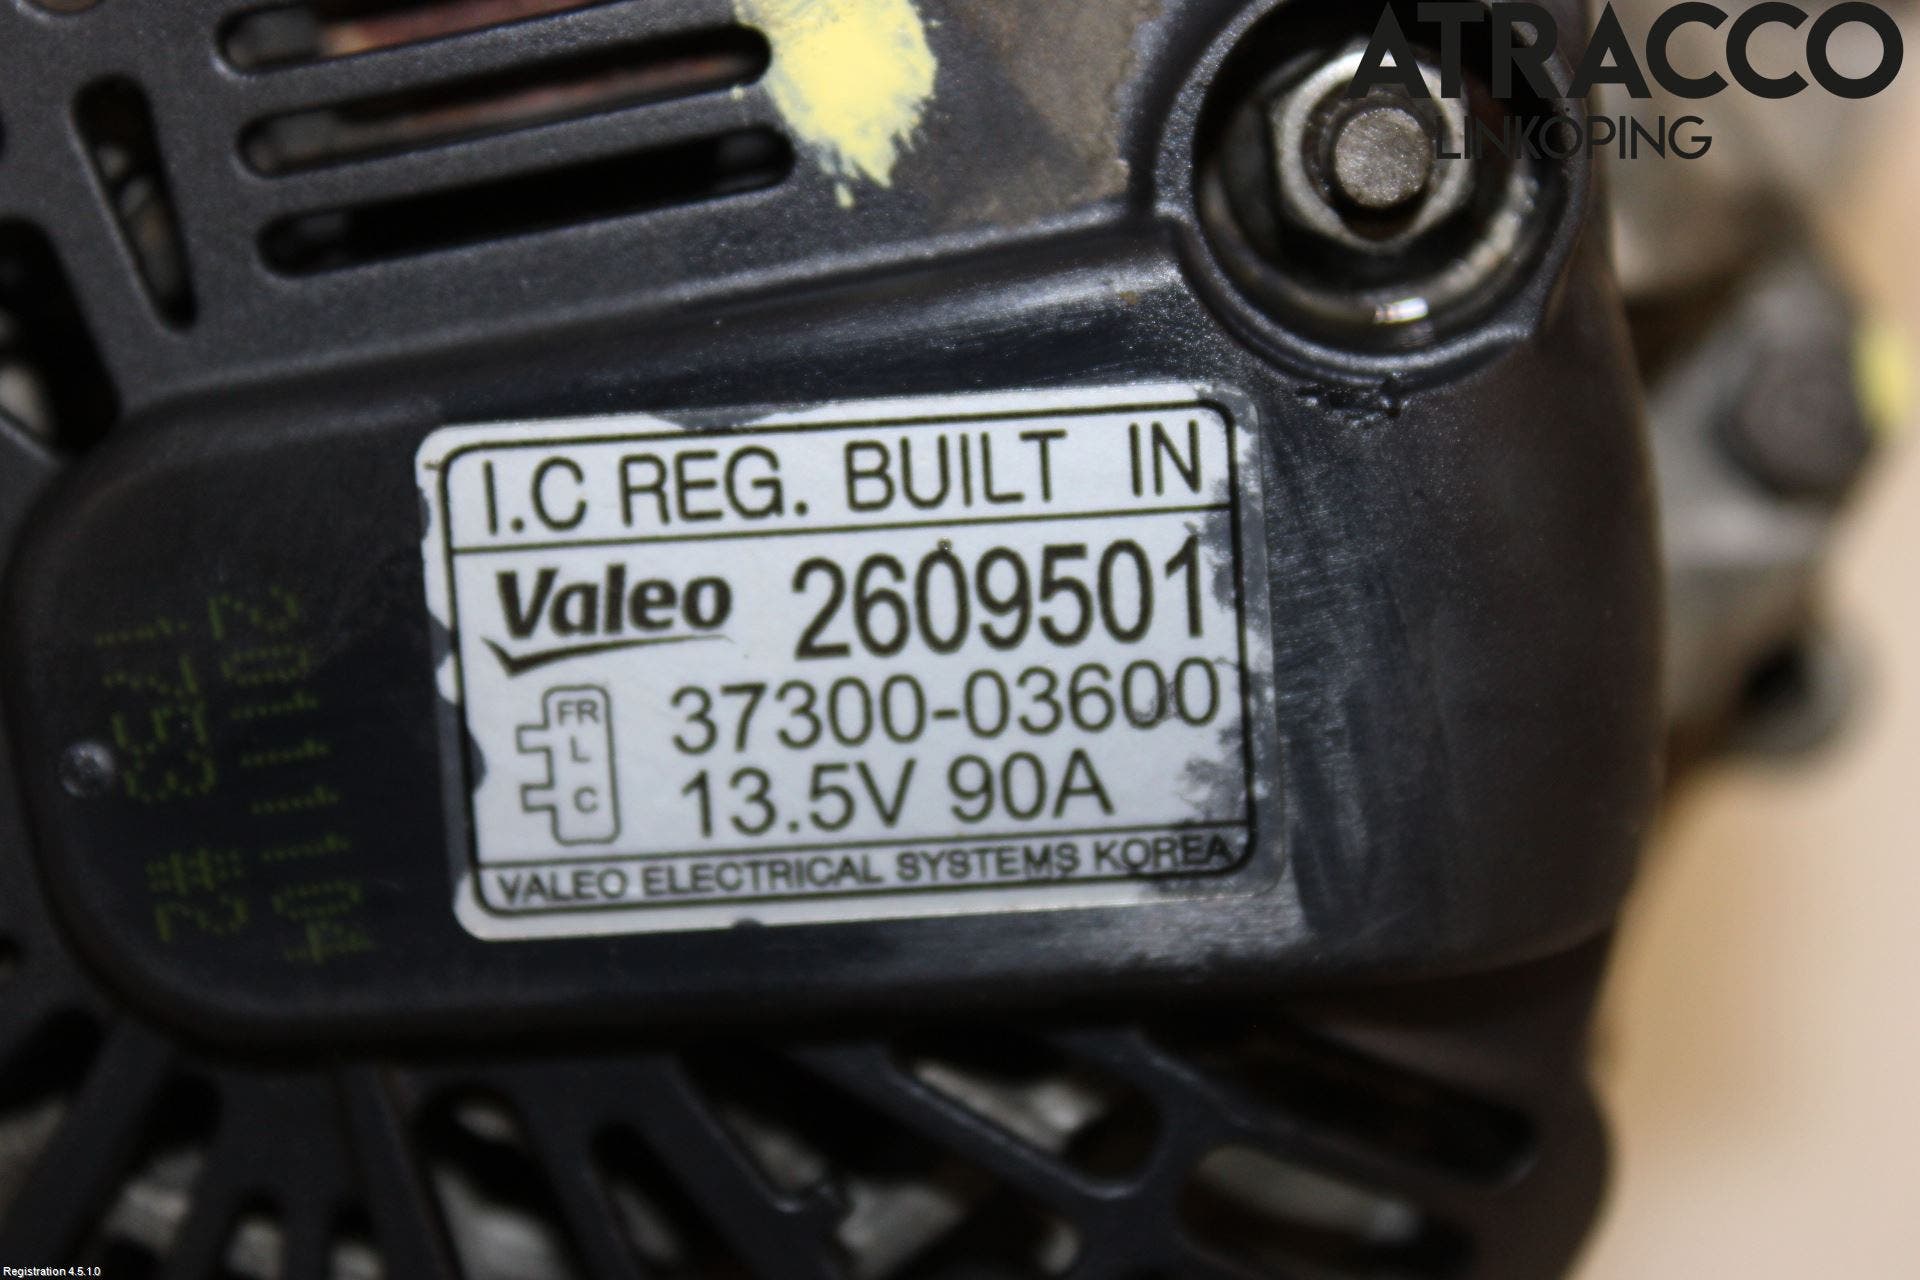 ATRACCO
LINKÖPING
I.C REG. BUILT IN
Valeo 2609501
FR
L
C
37300-03600
13.5V 90A
VALEO ELECTRICAL SYSTEMS KOREA
Registration 4.5.1.0